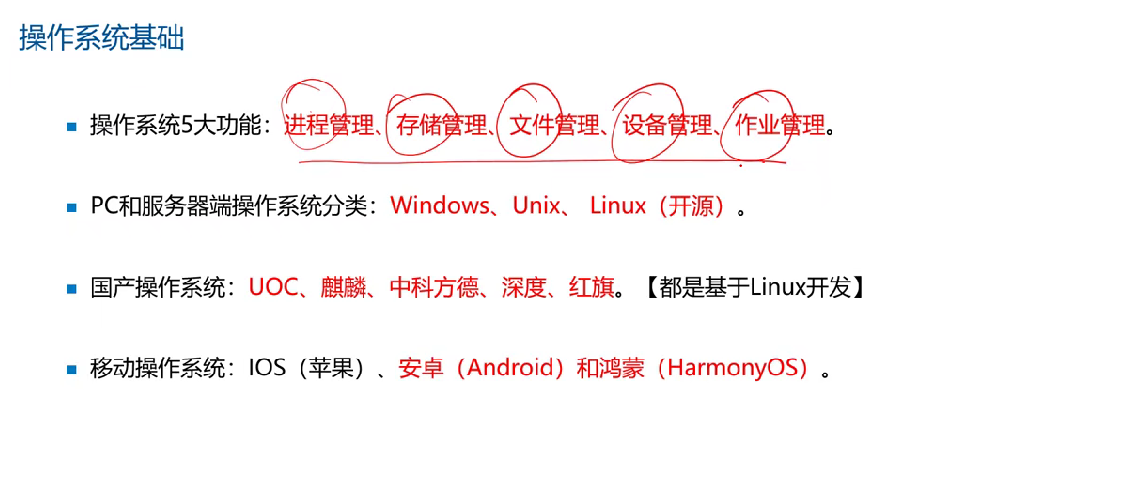 操作系统基础
操作系统5大功能：进程管理、存储管理、文件管理、设备管理、作业管理。
PC和服务器端操作系统分类：Windows、Unix、 Linux（开源）。
国产操作系统：UOC、麒麟、中科方德、深度、红旗。【都是基于Linux开发】
移动操作系统：IOS（苹果）、安卓（Android）和鸿蒙（HarmonyOS）。